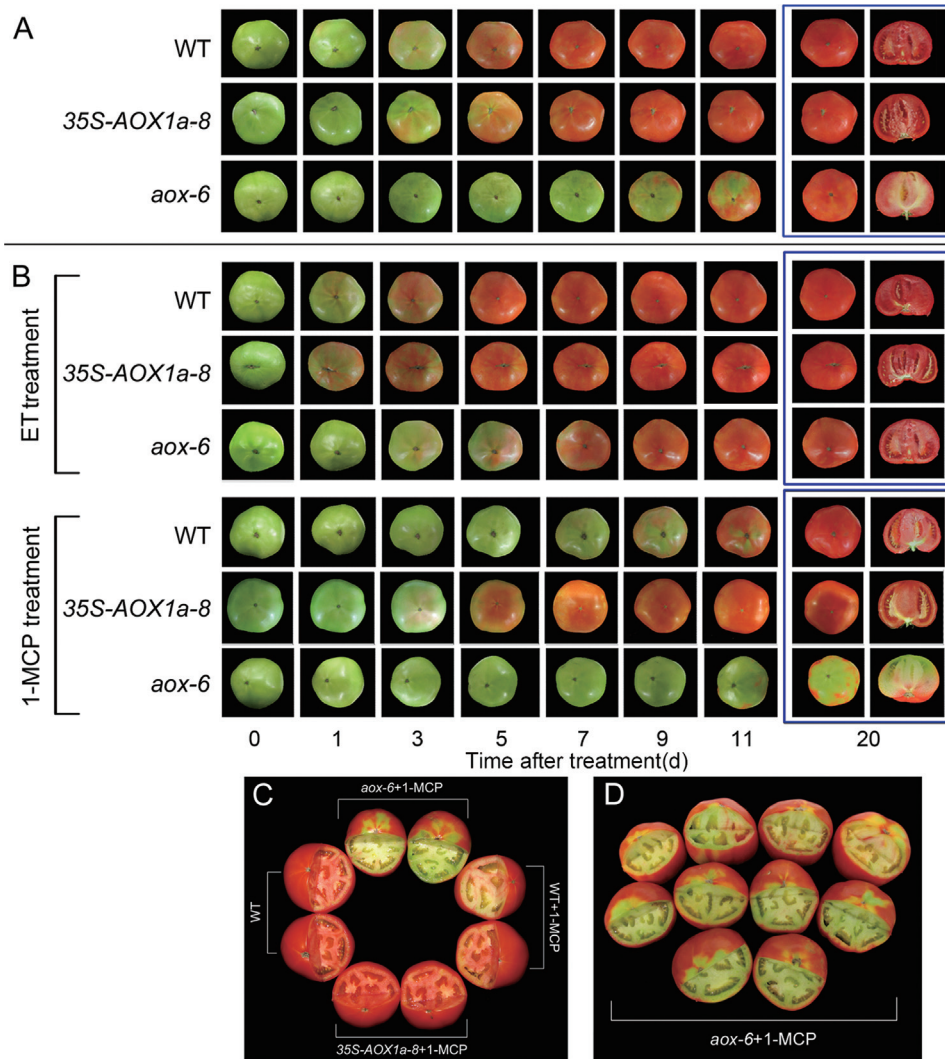 A
WT
35S-AOX1a-8
aox-6
B
ET treatment
WT
35S-AOX1a-8
aox-6
1-MCP treatment
WT
35S-AOX1a-8
aox-6
0 1 3 5 7 9 11 20
Time after treatment(d)
C
aox-6+1-MCP
WT
WT+1-MCP
35S-AOX1a-8+1-MCP
D
aox-6+1-MCP